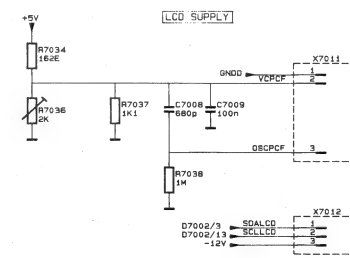 LCD SUPPLY
+5V
R7034
162E
X7011
GNDD 1
VCPCF 2
R7036
2K
R7037
1K1
C7008
680p
C7009
100n
OECPCF 3
R7038
1M
X7012
D7002/3 SDALCD 1
D7002/13 SCLLCD 2
-12V 3